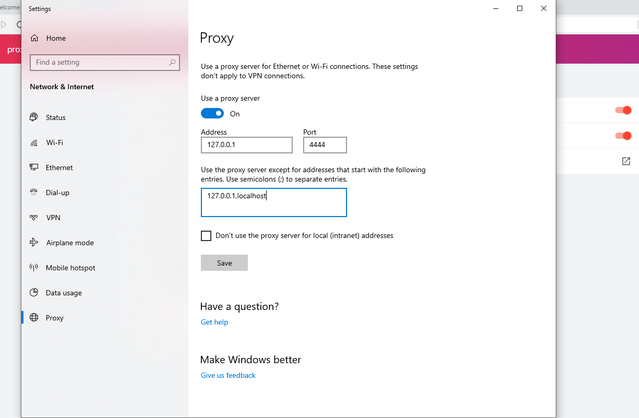 elcome
Settings
Home
pro
Find a setting
Network & Internet
Status
Wi-Fi
Ethernet
Dial-up
VPN
Airplane mode
Mobile hotspot
Data usage
Proxy
Proxy
Use a proxy server for Ethernet or Wi-Fi connections. These settings
don't apply to VPN connections.
Use a proxy server
On
Address
Port
127.0.0.1
4444
Use the proxy server except for addresses that start with the following
entries. Use semicolons (;) to separate entries.
127.0.0.1.localhost
Don't use the proxy server for local (intranet) addresses
Save
Have a question?
Get help
Make Windows better
Give us feedback